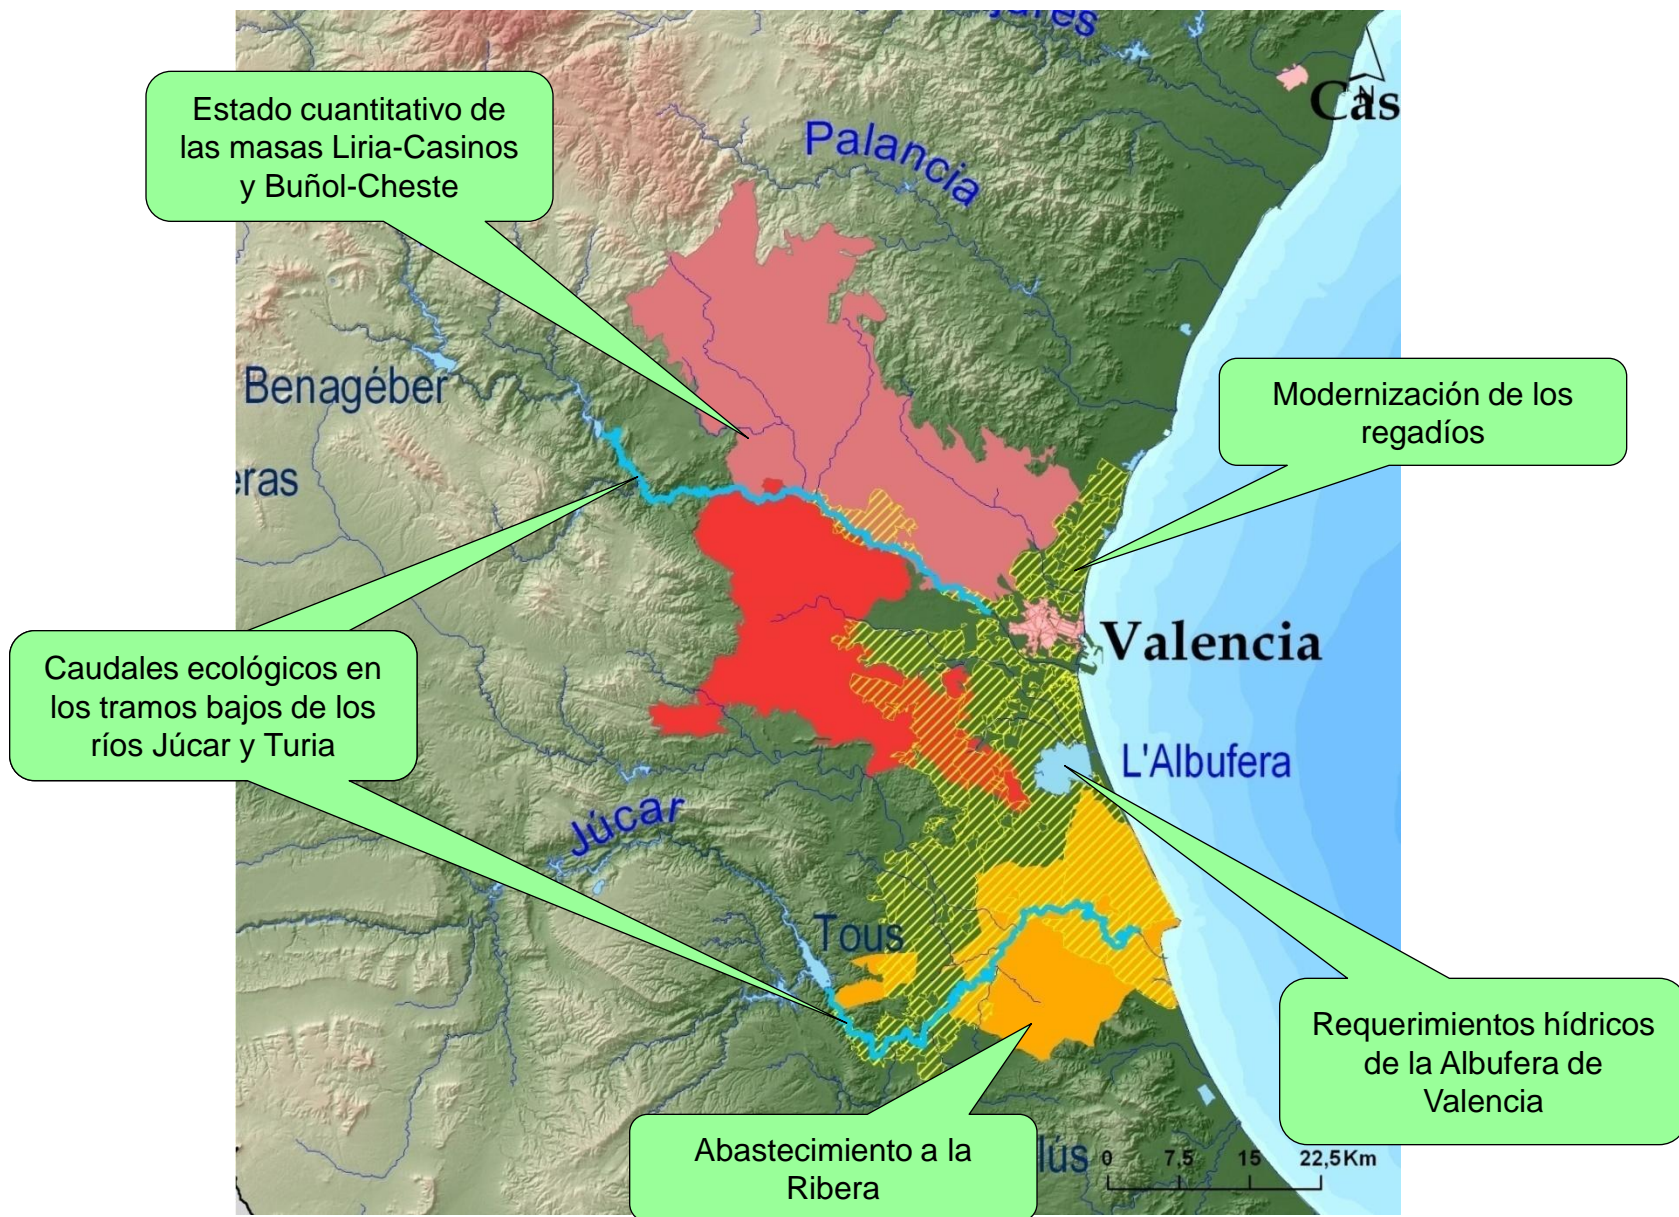 jares
Estado cuantitativo de
las masas Liria-Casinos
y Buñol-Cheste
N
Cas
Palancia
Benagéber
Modernización de los
regadíos
eras
Valencia
Caudales ecológicos en
los tramos bajos de los
ríos Júcar y Turia
L'Albufera
Júcar
Tous
Requerimientos hídricos
de la Albufera de
Valencia
Abastecimiento a la
Ribera
lús
0 7,5 15 22,5Km